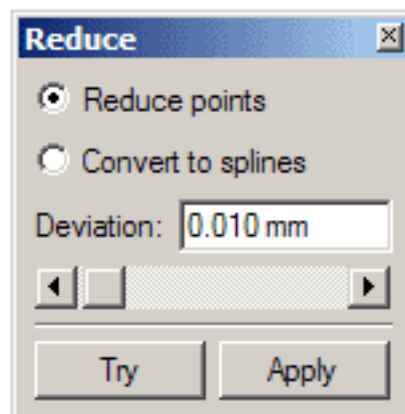 Reduce
Reduce points
Convert to splines
Deviation: 0.010 mm
Try Apply